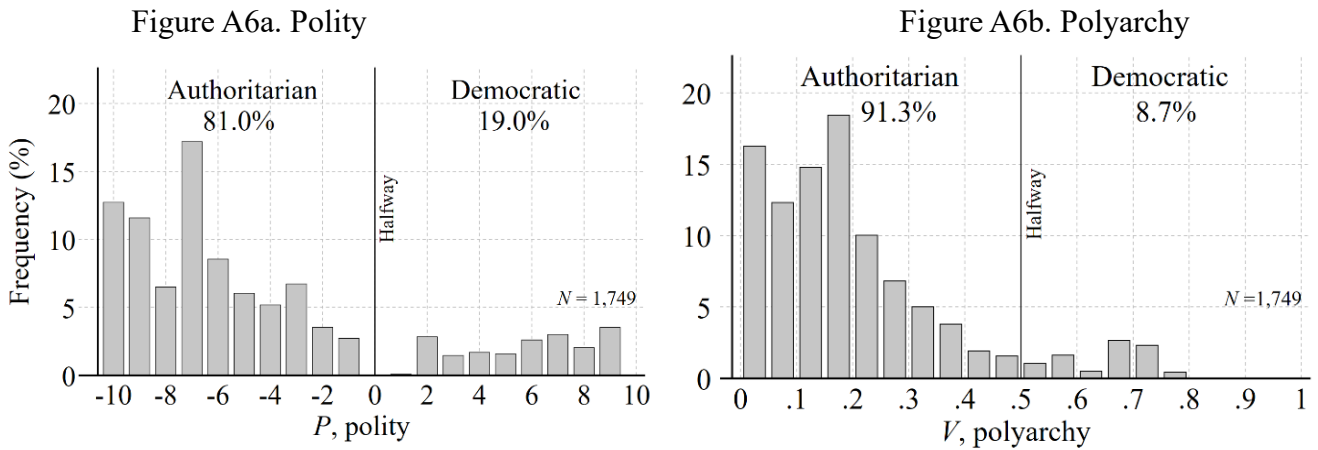 Figure A6a. Polity
Authoritarian
81.0%
Democratic
19.0%
Halfway
N = 1,749
Frequency (%)
20
15
10
5
0
-10 -8 -6 -4 -2 0 2 4 6 8 10
P, polity
Figure A6b. Polyarchy
Authoritarian
91.3%
Democratic
8.7%
Halfway
N =1,749
20
15
10
5
0
0 .1 .2 .3 .4 .5 .6 .7 .8 .9 1
V, polyarchy